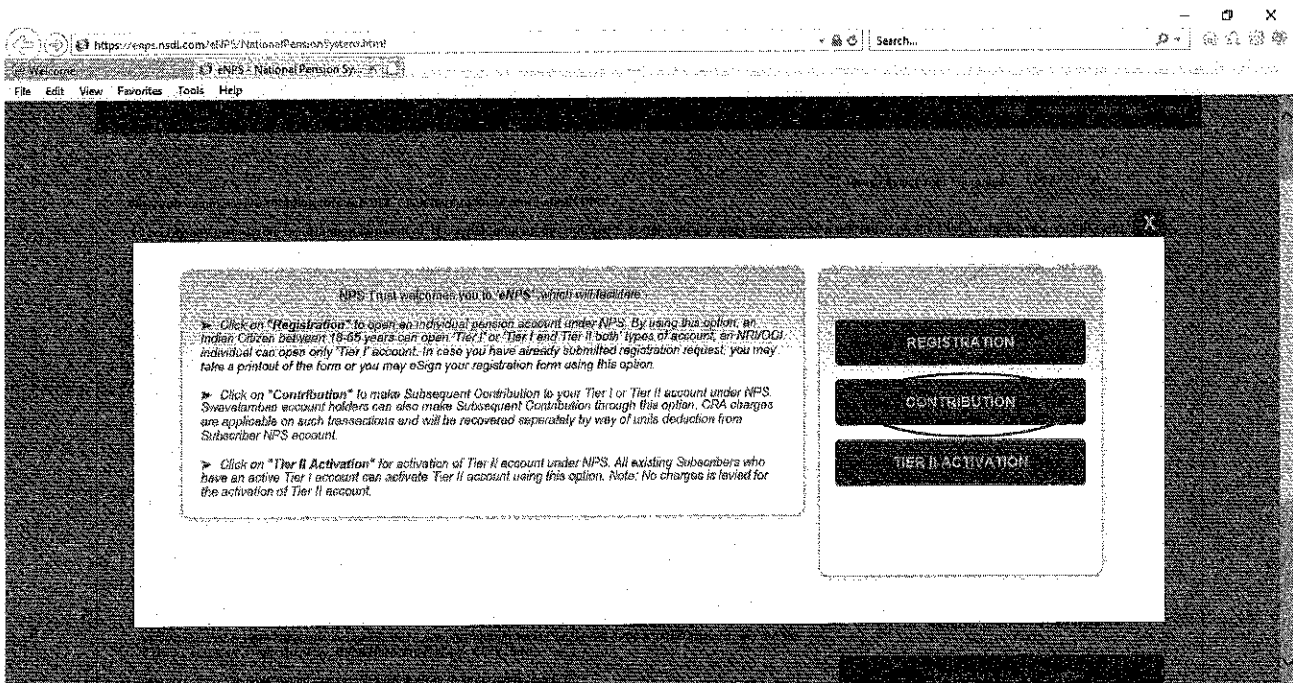 https://enps.nsdl.com/eNPS/NationalPensionSystem.html
Search...
Welcome
eNPS - National Pension Sy...
File Edit View Favorites Tools Help
X
NPS Trust welcomes you to 'eNPS', which will facilitate:-
➢ Click on "Registration" to open an individual pension account under NPS. By using this option, an
Indian Citizen between 18-65 years can open 'Tier I' or 'Tier I and Tier II both' types of account, an NRI/OCI
individual can open only 'Tier I' account. In case you have already submitted registration request, you may
take a printout of the form or you may eSign your registration form using this option.
➢ Click on "Contribution" to make Subsequent Contribution to your Tier I or Tier II account under NPS.
Swavalamban account holders can also make Subsequent Contribution through this option. CRA charges
are applicable on such transactions and will be recovered separately by way of units deduction from
Subscriber NPS account.
➢ Click on "Tier II Activation" for activation of Tier II account under NPS. All existing Subscribers who
have an active Tier I account can activate Tier II account using this option. Note: No charges is levied for
the activation of Tier II account.
REGISTRATION
CONTRIBUTION
TIER II ACTIVATION